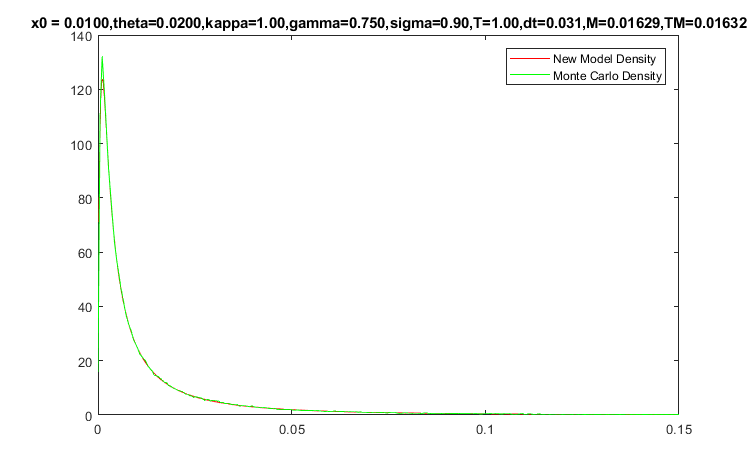 x0 = 0.0100,theta=0.0200,kappa=1.00,gamma=0.750,sigma=0.90,T=1.00,dt=0.031,M=0.01629,TM=0.01632
140
New Model Density
Monte Carlo Density
120
100
80
60
40
20
0
0 0.05 0.1 0.15